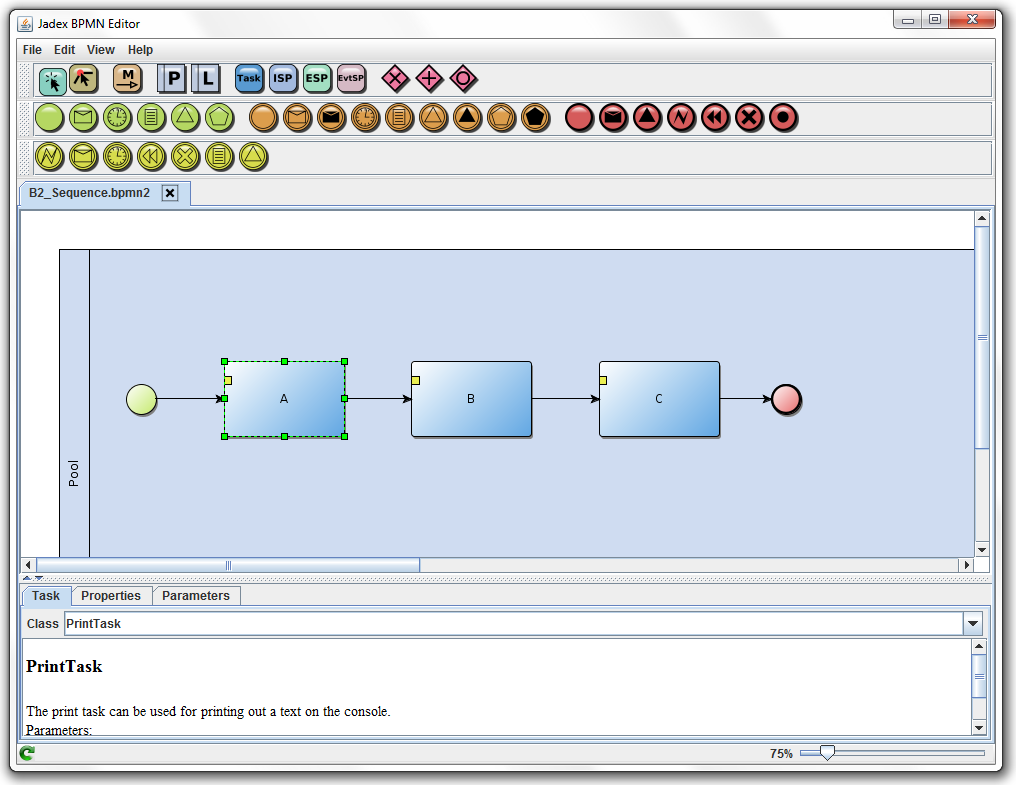 Jadex BPMN Editor
File Edit View Help
M P L Task ISP ESP EvtSP
B2_Sequence.bpmn2
Pool
A B C
Task Properties Parameters
Class PrintTask
PrintTask
The print task can be used for printing out a text on the console.
Parameters:
75%